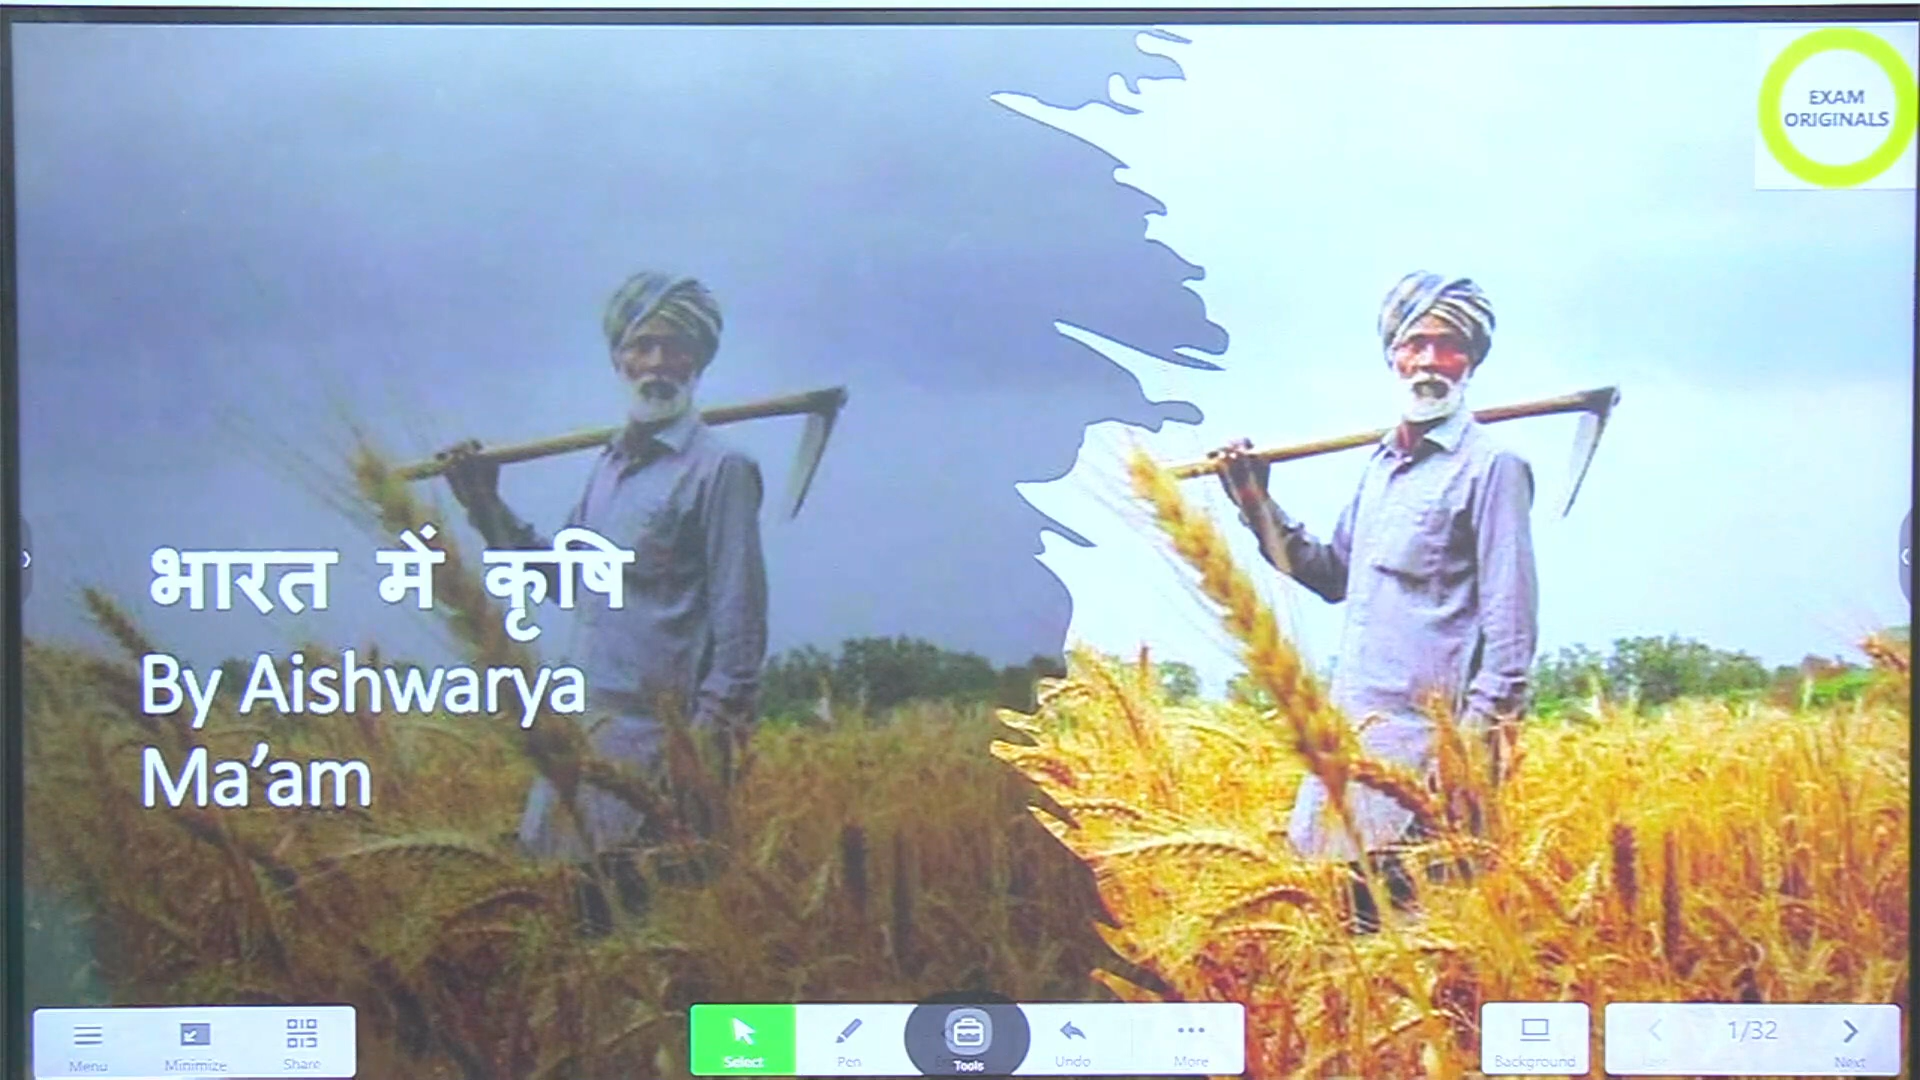 EXAM
ORIGINALS
भारत में कृषि
By Aishwarya
Ma'am
Menu
Minimize
Share
Select
Pen
Tools
Undo
More
Background
1/32
Next